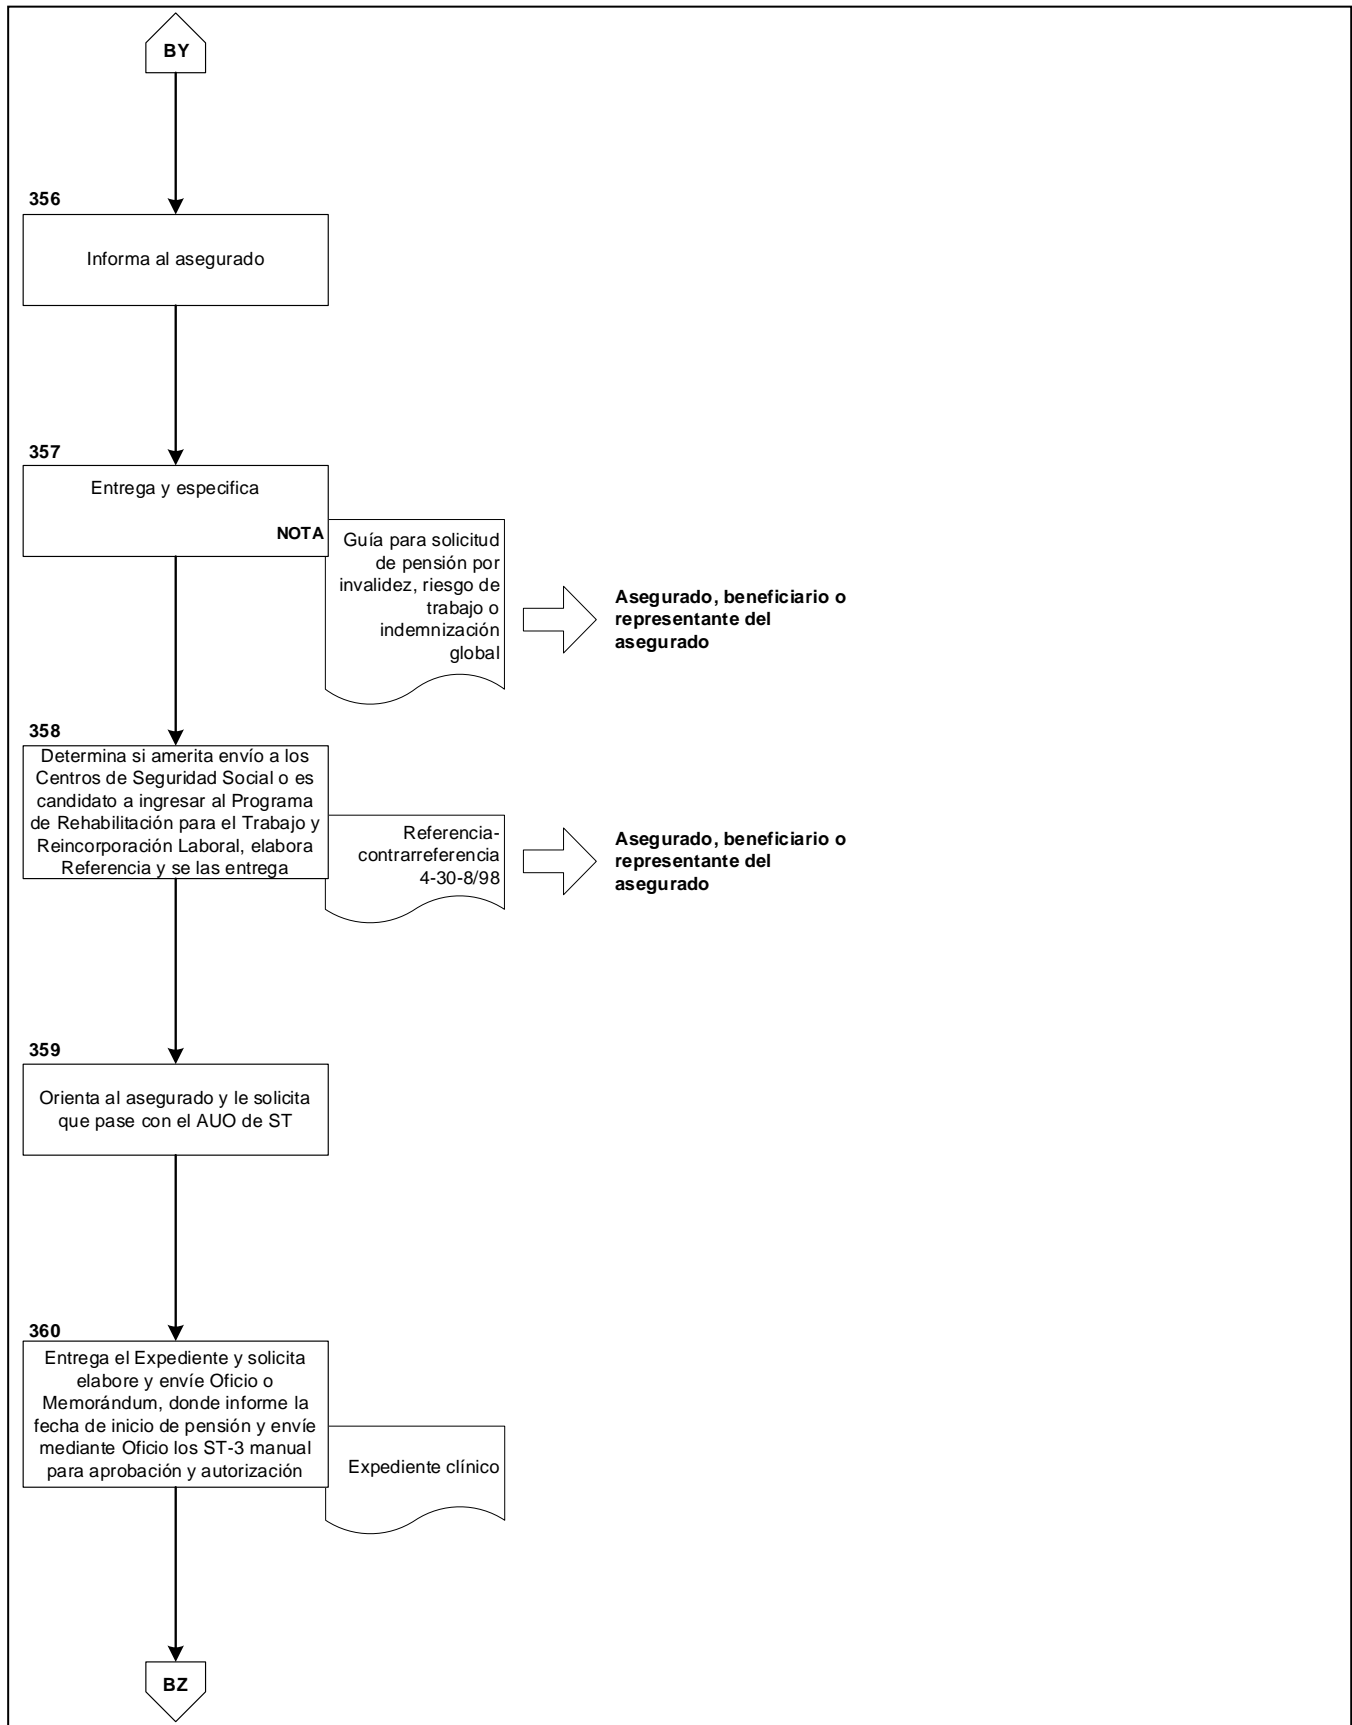 BY
356
Informa al asegurado
357
Entrega y especifica
NOTA
Guía para solicitud
de pensión por
invalidez, riesgo de
trabajo o
indemnización
global
Asegurado, beneficiario o
representante del
asegurado
358
Determina si amerita envío a los
Centros de Seguridad Social o es
candidato a ingresar al Programa
de Rehabilitación para el Trabajo y
Reincorporación Laboral, elabora
Referencia y se las entrega
Referencia-
contrarreferencia
4-30-8/98
Asegurado, beneficiario o
representante del
asegurado
359
Orienta al asegurado y le solicita
que pase con el AUO de ST
360
Entrega el Expediente y solicita
elabore y envíe Oficio o
Memorándum, donde informe la
fecha de inicio de pensión y envíe
mediante Oficio los ST-3 manual
para aprobación y autorización
Expediente clínico
BZ